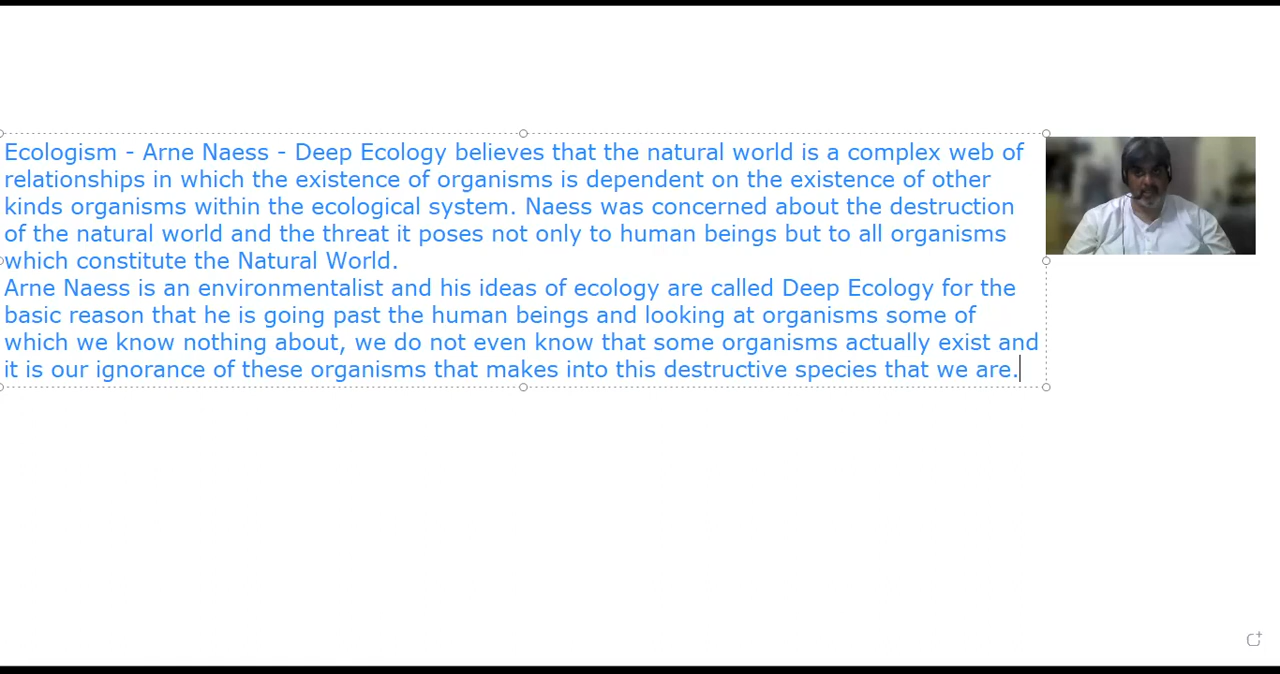 Ecologism - Arne Naess - Deep Ecology believes that the natural world is a complex web of
relationships in which the existence of organisms is dependent on the existence of other
kinds organisms within the ecological system. Naess was concerned about the destruction
of the natural world and the threat it poses not only to human beings but to all organisms
which constitute the Natural World.
Arne Naess is an environmentalist and his ideas of ecology are called Deep Ecology for the
basic reason that he is going past the human beings and looking at organisms some of
which we know nothing about, we do not even know that some organisms actually exist and
it is our ignorance of these organisms that makes into this destructive species that we are.